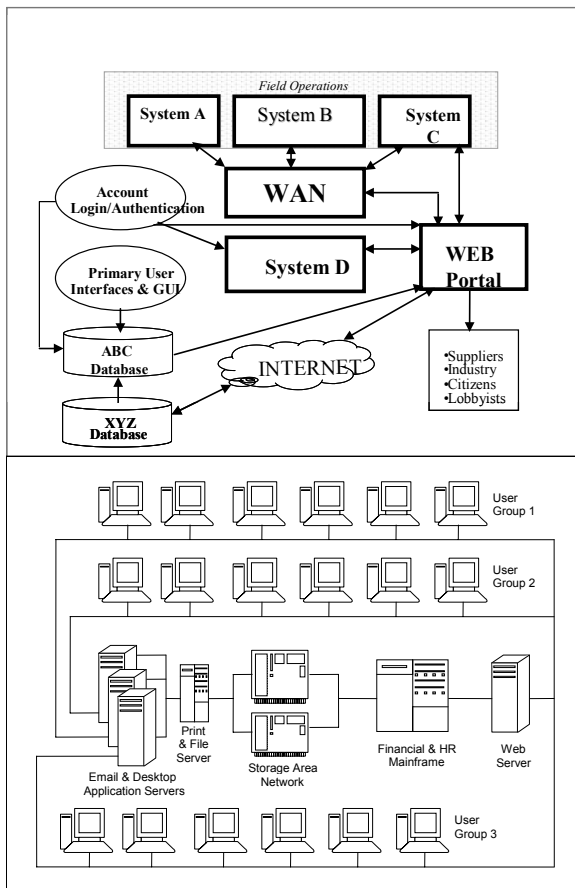 Field Operations
System A
System B
System
C
WAN
Account
Login/Authentication
System D
WEB
Portal
Primary User
Interfaces & GUI
ABC
Database
INTERNET
•Suppliers
•Industry
•Citizens
•Lobbyists
XYZ
Database
User
Group 1
User
Group 2
Print
& File
Server
Email & Desktop
Application Servers
Storage Area
Network
Financial & HR
Mainframe
Web
Server
User
Group 3